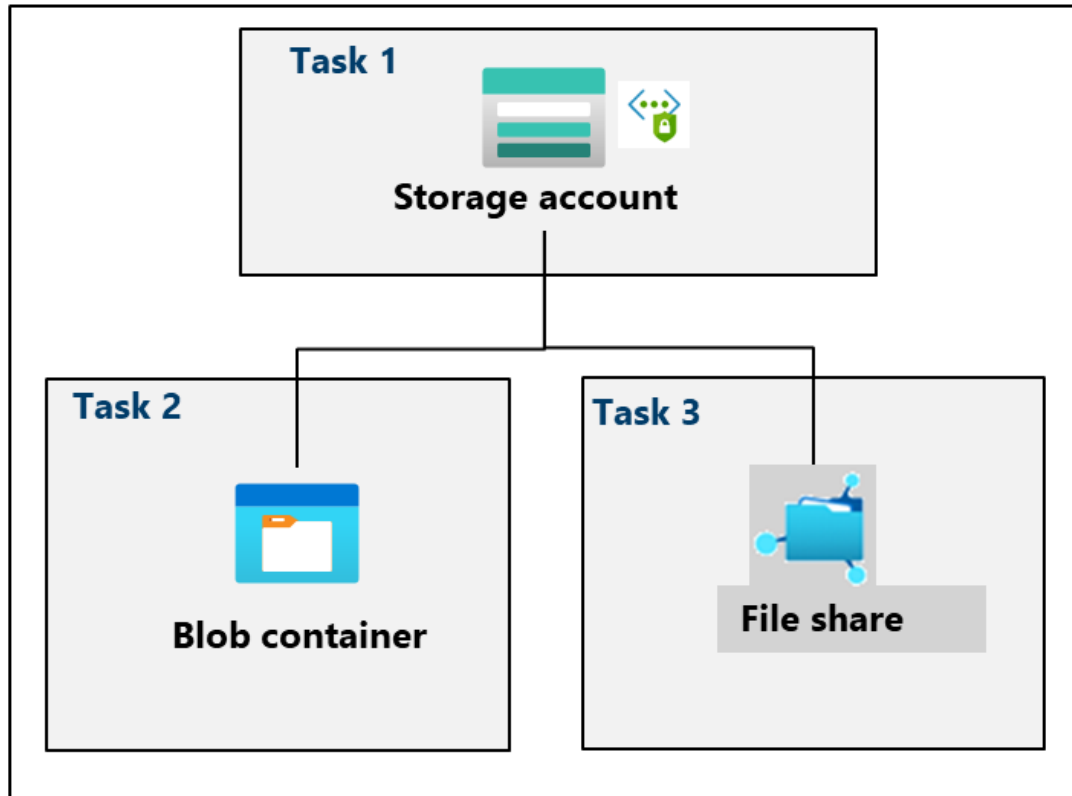 Task 1
Storage account
Task 2
Blob container
Task 3
File share